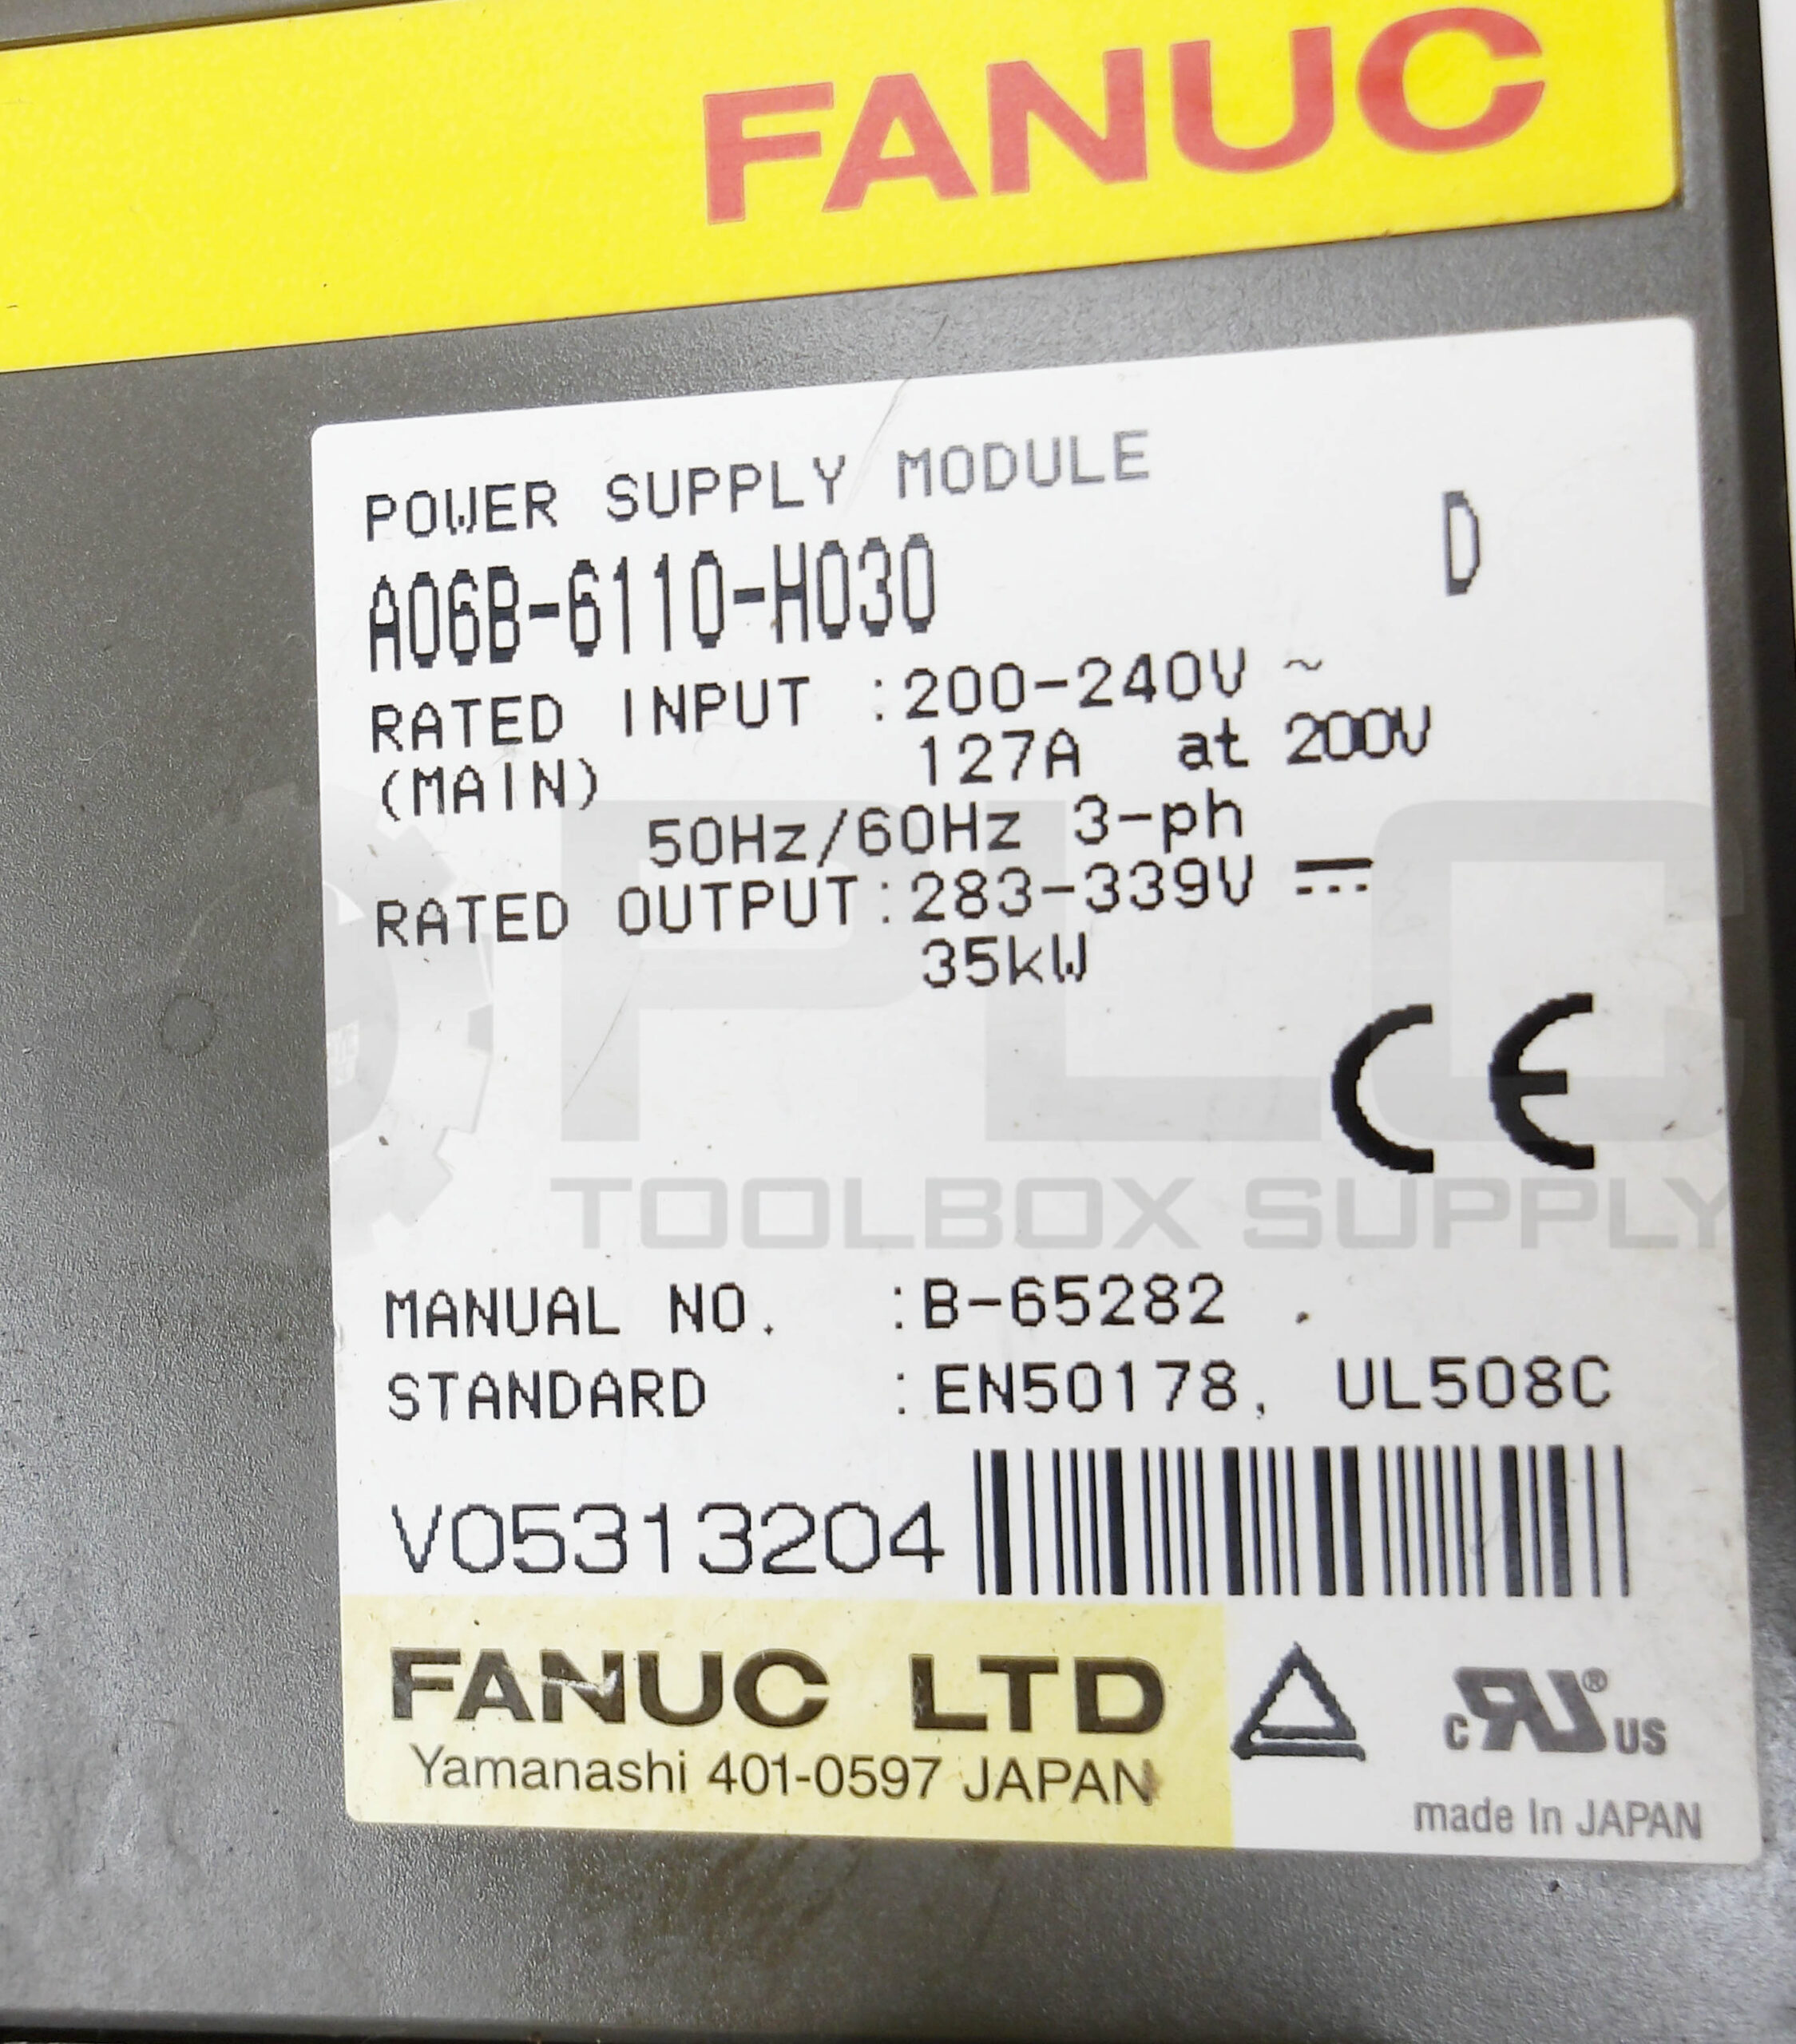 FANUC
POWER SUPPLY MODULE
A06B-6110-H030 D
RATED INPUT :200-240V ~
(MAIN) 127A at 200V
50Hz/60Hz 3-ph
RATED OUTPUT:283-339V ⎓
35kW
CE
PLC
TOOLBOX SUPPLY
MANUAL NO. :B-65282 .
STANDARD :EN50178, UL508C
V05313204
FANUC LTD
Yamanashi 401-0597 JAPAN
c RU ® US
made In JAPAN